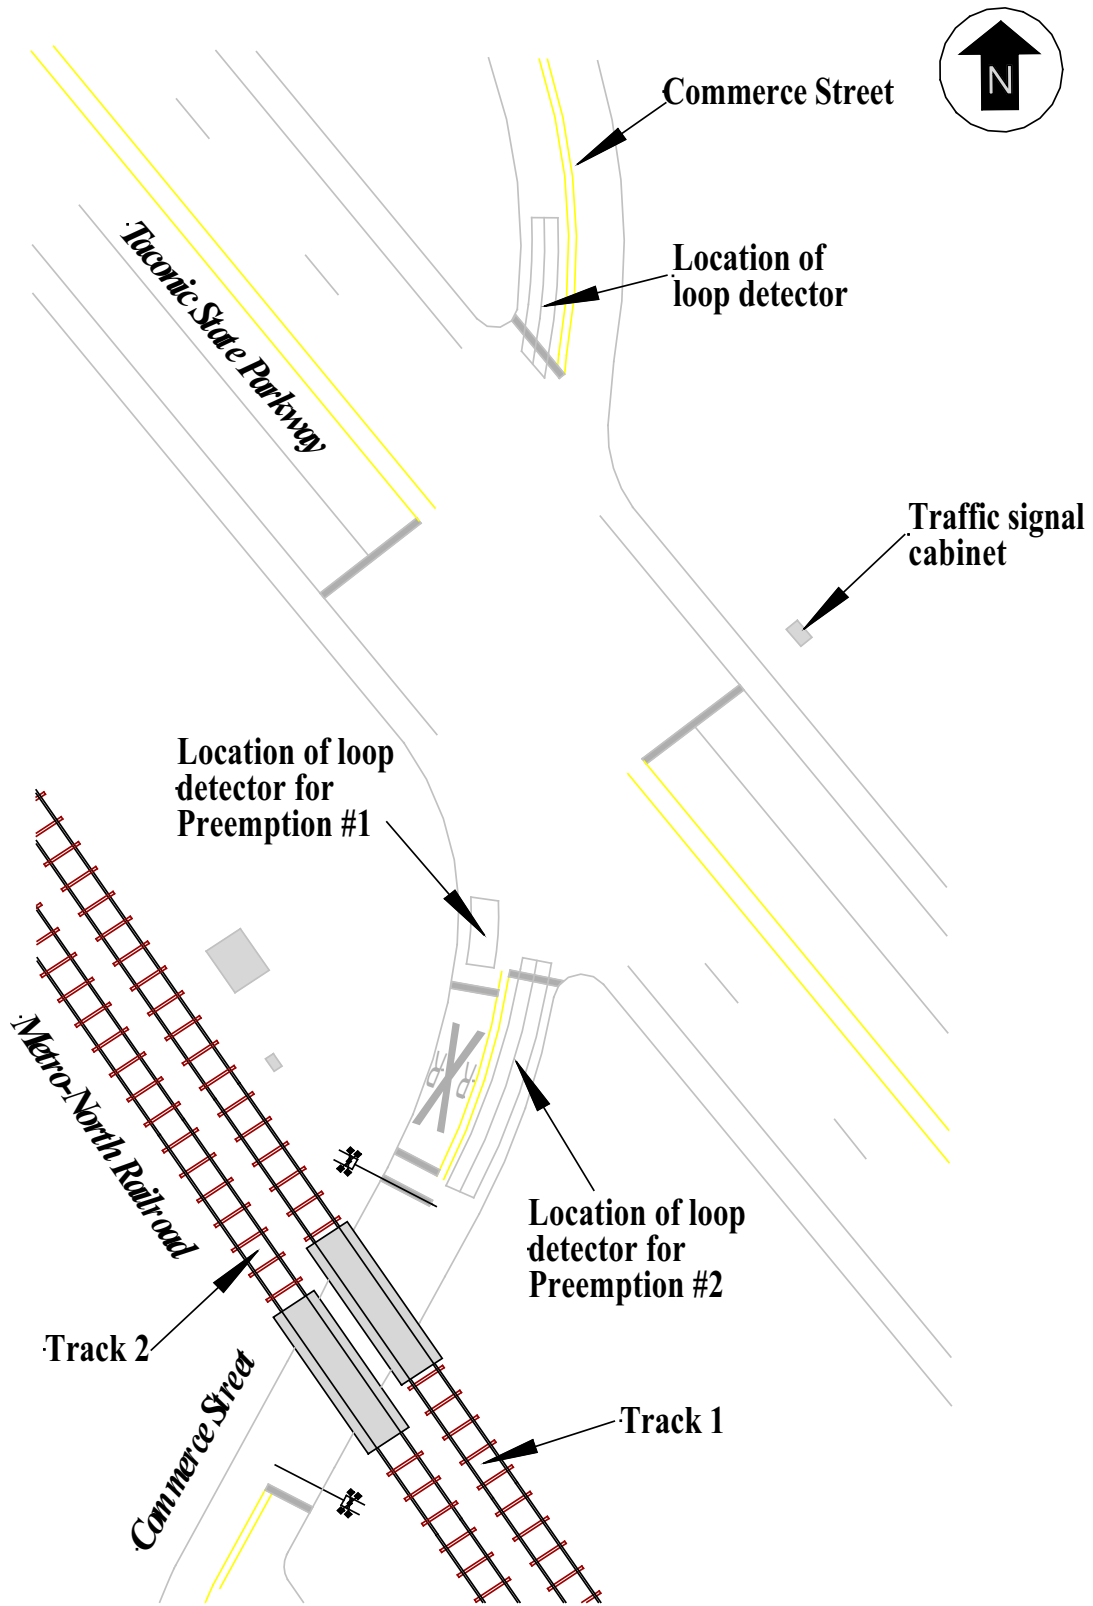 N
Commerce Street
Taconic State Parkway
Location of
loop detector
Traffic signal
cabinet
Location of loop
detector for
Preemption #1
Metro-North Railroad
R R
Location of loop
detector for
Preemption #2
Track 2
Commerce Street
Track 1